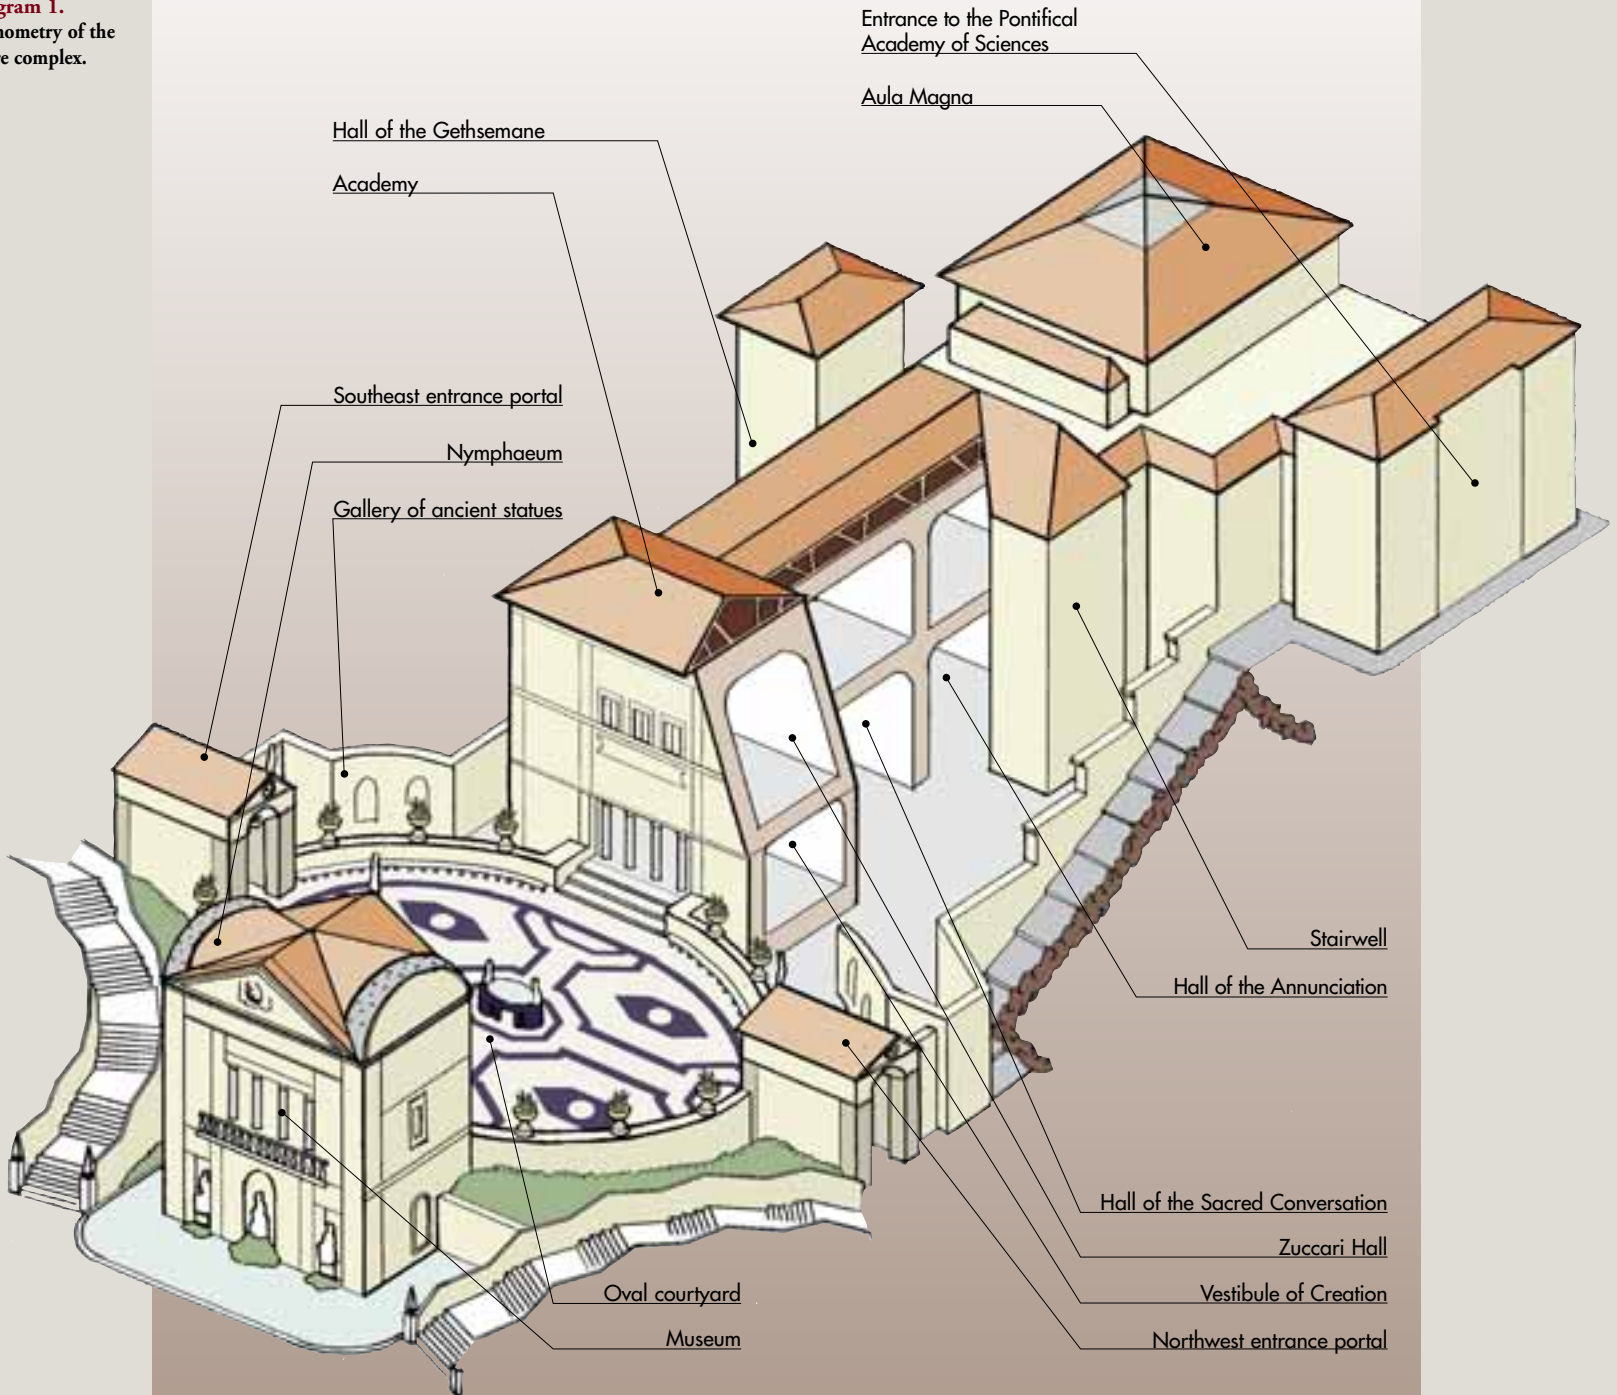 1.
of the
complex.
Entrance to the Pontifical
Academy of Sciences
Aula Magna
Hall of the Gethsemane
Academy
Southeast entrance portal
Nymphaeum
Gallery of ancient statues
Stairwell
Hall of the Annunciation
Hall of the Sacred Conversation
Zuccari Hall
Vestibule of Creation
Northwest entrance portal
Oval courtyard
Museum